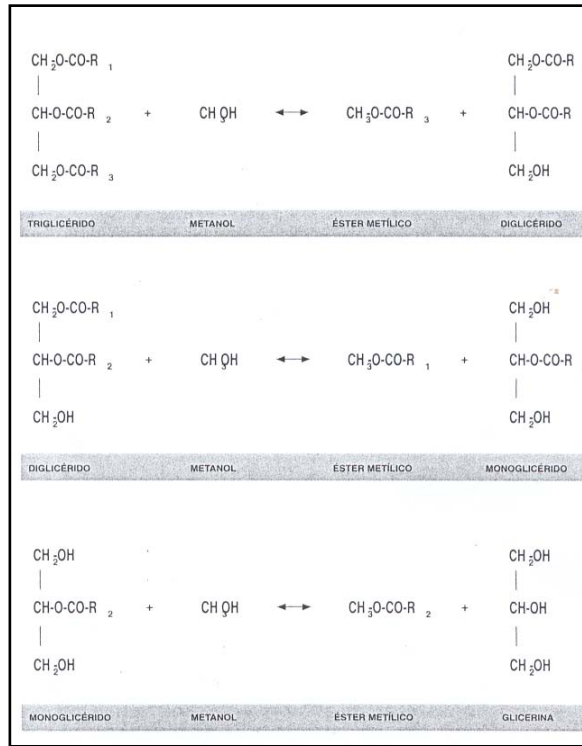 CH2O-CO-R 1 CH2O-CO-R
| |
CH-O-CO-R 2 + CH3OH ↔ CH3O-CO-R 3 + CH-O-CO-R
| |
CH2O-CO-R 3 CH2OH
TRIGLICÉRIDO METANOL ÉSTER METÍLICO DIGLICÉRIDO
CH2O-CO-R 1 CH2OH
| |
CH-O-CO-R 2 + CH3OH ↔ CH3O-CO-R 1 + CH-O-CO-R
| |
CH2OH CH2OH
DIGLICÉRIDO METANOL ÉSTER METÍLICO MONOGLICÉRIDO
CH2OH CH2OH
| |
CH-O-CO-R 2 + CH3OH ↔ CH3O-CO-R 2 + CH-OH
| |
CH2OH CH2OH
MONOGLICÉRIDO METANOL ÉSTER METÍLICO GLICERINA